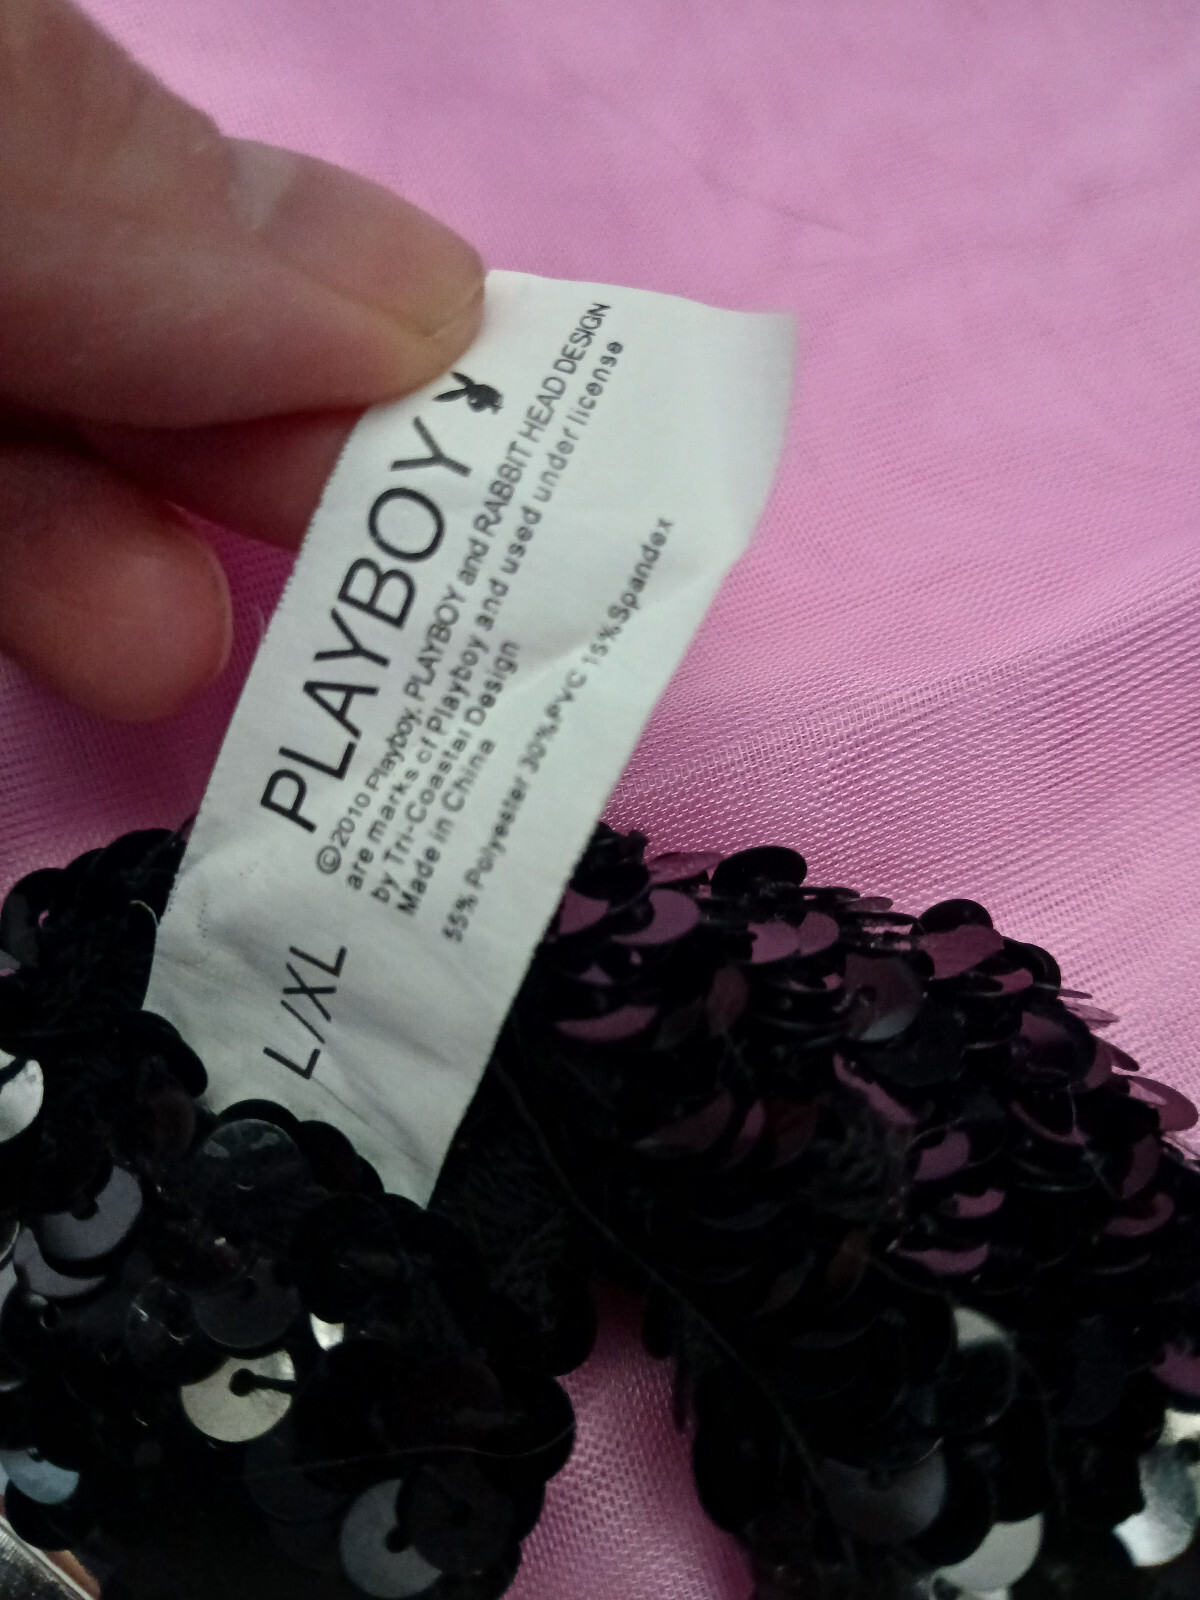 PLAYBOY
©2010 Playboy. PLAYBOY and RABBIT HEAD DESIGN
are marks of Playboy and used under license
by Tri-Coastal Design
Made in China
55% Polyester 30%PVC 15%Spandex
L/XL